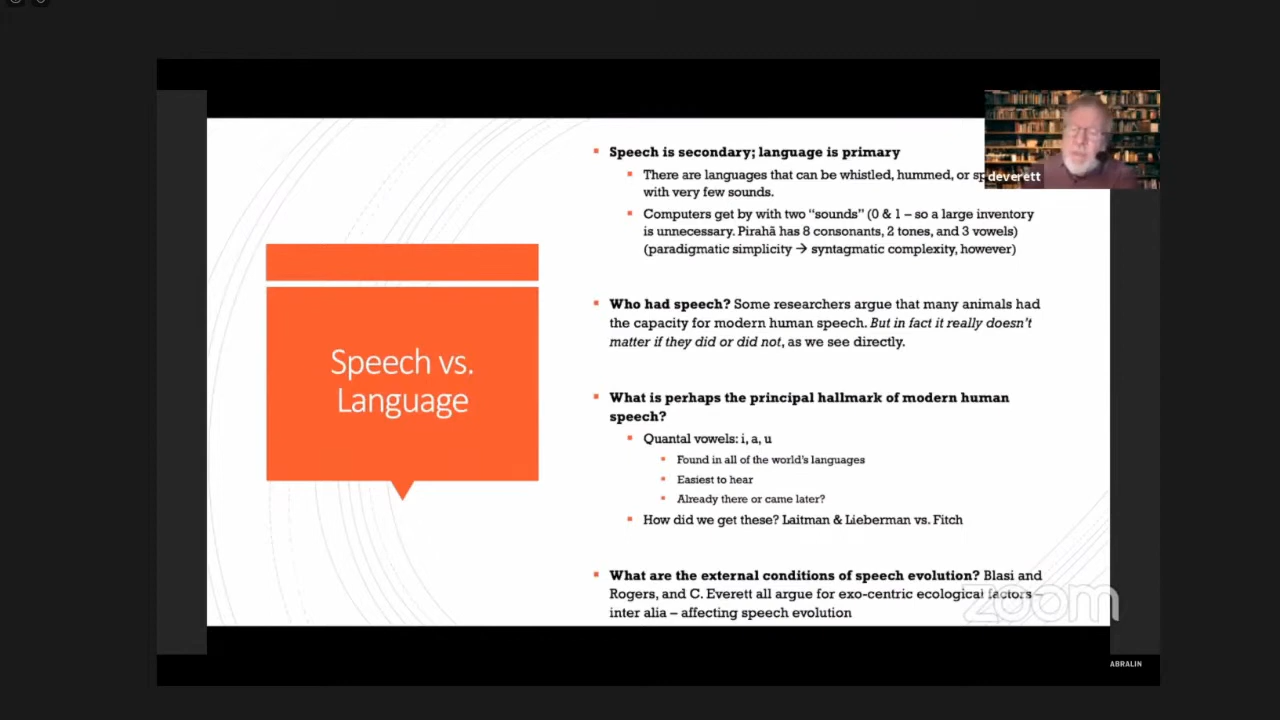 Speech vs.
Language
Speech is secondary; language is primary
There are languages that can be whistled, hummed, or
with very few sounds.
Computers get by with two “sounds” (0 & 1 – so a large inventory
is unnecessary. Pirahã has 8 consonants, 2 tones, and 3 vowels)
(paradigmatic simplicity → syntagmatic complexity, however)
Who had speech? Some researchers argue that many animals had
the capacity for modern human speech. But in fact it really doesn’t
matter if they did or did not, as we see directly.
What is perhaps the principal hallmark of modern human
speech?
Quantal vowels: i, a, u
Found in all of the world’s languages
Easiest to hear
Already there or came later?
How did we get these? Laitman & Lieberman vs. Fitch
What are the external conditions of speech evolution? Blasi and
Rogers, and C. Everett all argue for exo-centric ecological factors –
inter alia – affecting speech evolution
deverett
zoom
ABRALIN